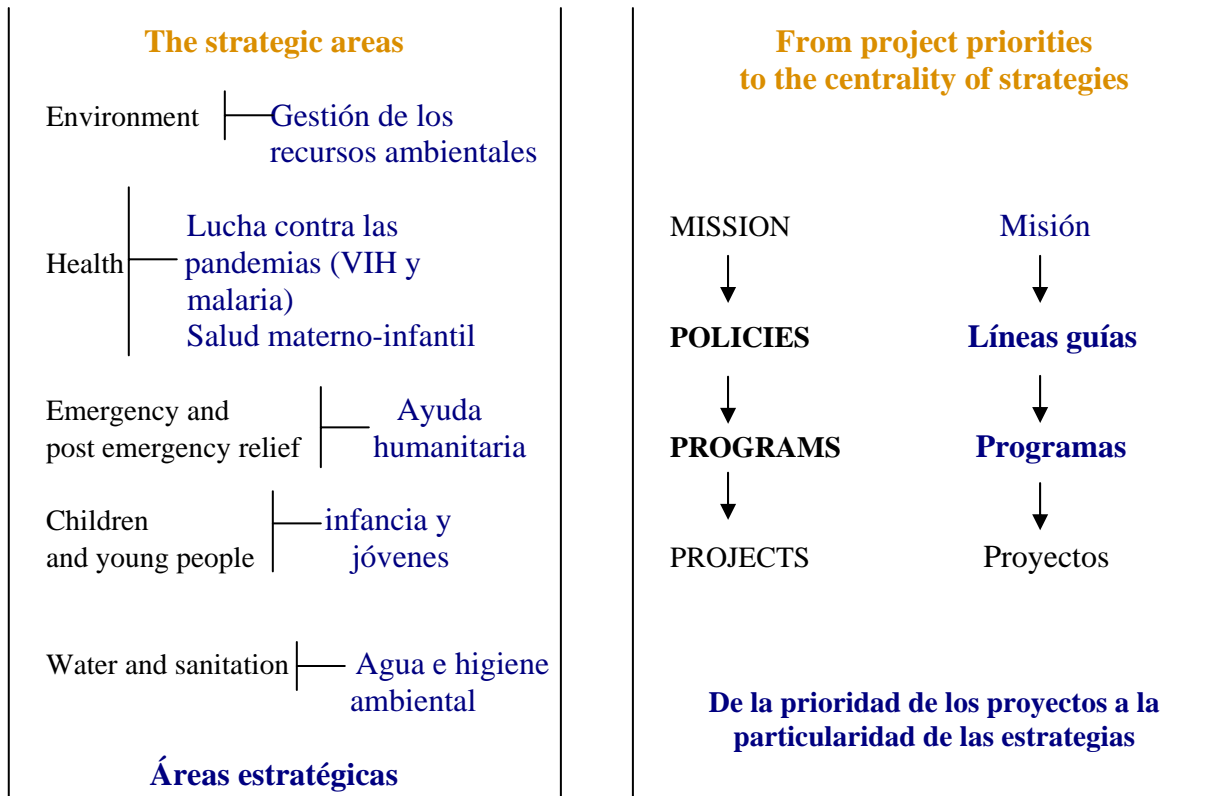 The strategic areas
Environment
Gestión de los
recursos ambientales
Health
Lucha contra las
pandemias (VIH y
malaria)
Salud materno-infantil
Emergency and
post emergency relief
Ayuda
humanitaria
Children
and young people
infancia y
jóvenes
Water and sanitation
Agua e higiene
ambiental
Áreas estratégicas
From project priorities
to the centrality of strategies
MISSION
Misión
POLICIES
Líneas guías
PROGRAMS
Programas
PROJECTS
Proyectos
De la prioridad de los proyectos a la
particularidad de las estrategias